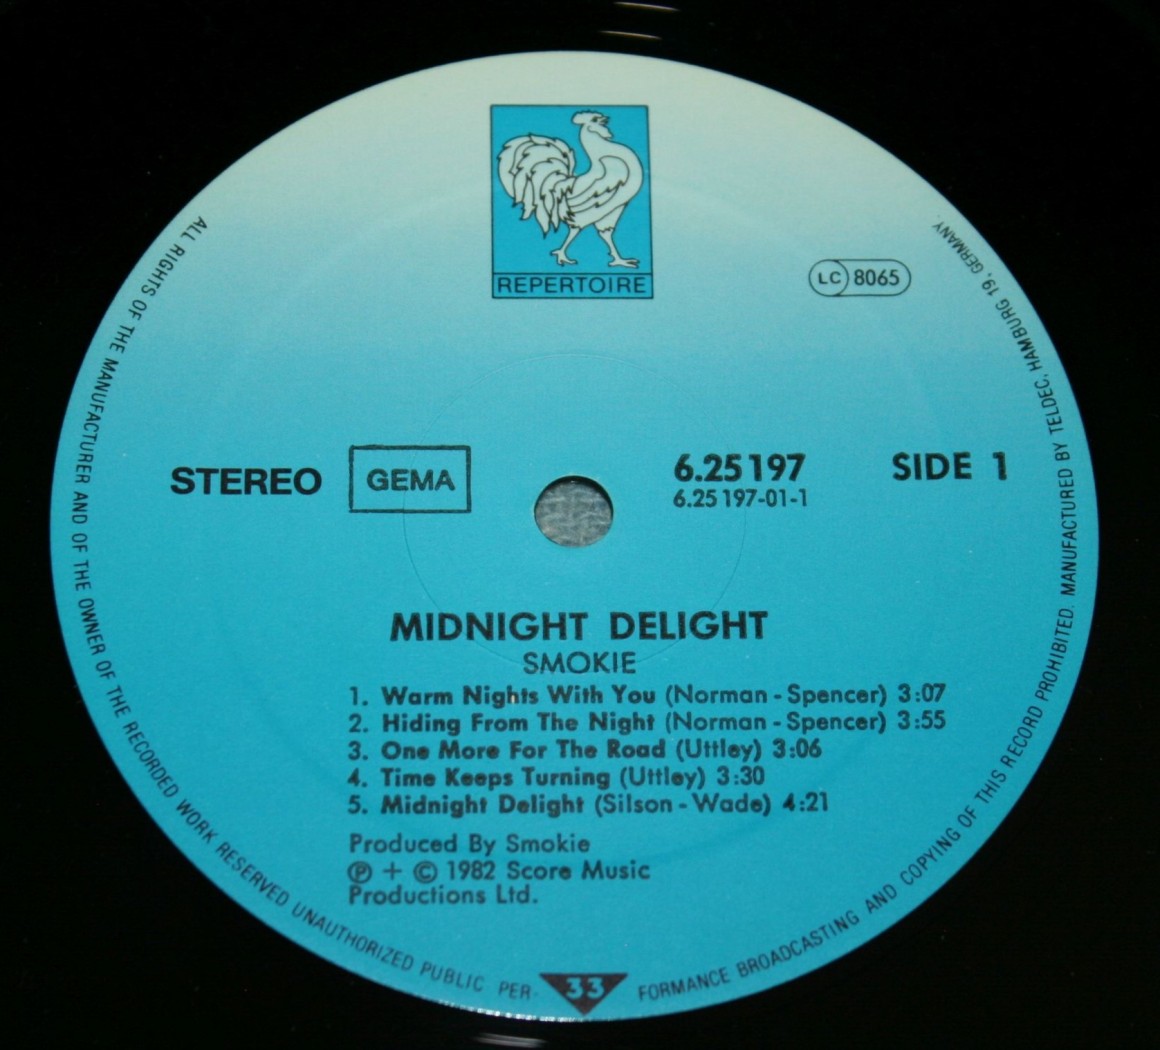 REPERTOIRE
LC 8065
STEREO GEMA 6.25197 SIDE 1
6.25 197-01-1
MIDNIGHT DELIGHT
SMOKIE
1. Warm Nights With You (Norman - Spencer) 3:07
2. Hiding From The Night (Norman - Spencer) 3:55
3. One More For The Road (Uttley) 3:06
4. Time Keeps Turning (Uttley) 3:30
5. Midnight Delight (Silson - Wade) 4:21
Produced By Smokie
℗ + © 1982 Score Music
Productions Ltd.
ALL RIGHTS OF THE MANUFACTURER AND OF THE OWNER OF THE RECORDED WORK RESERVED UNAUTHORIZED PUBLIC PER- 33 FORMANCE BROADCASTING AND COPYING OF THIS RECORD PROHIBITED. MANUFACTURED BY TELDEC, HAMBURG 19, GERMANY